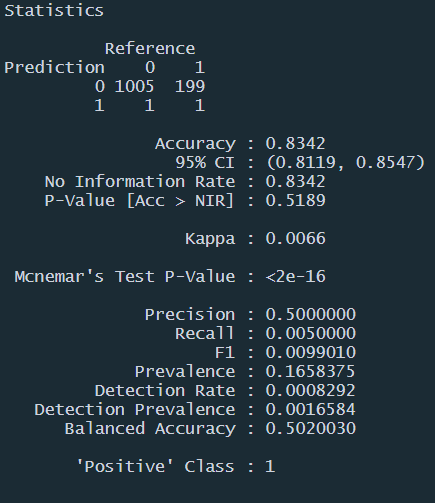 Statistics
Reference
Prediction 0 1
0 1005 199
1 1 1
Accuracy : 0.8342
95% CI : (0.8119, 0.8547)
No Information Rate : 0.8342
P-Value [Acc > NIR] : 0.5189
Kappa : 0.0066
Mcnemar's Test P-Value : <2e-16
Precision : 0.5000000
Recall : 0.0050000
F1 : 0.0099010
Prevalence : 0.1658375
Detection Rate : 0.0008292
Detection Prevalence : 0.0016584
Balanced Accuracy : 0.5020030
'Positive' Class : 1